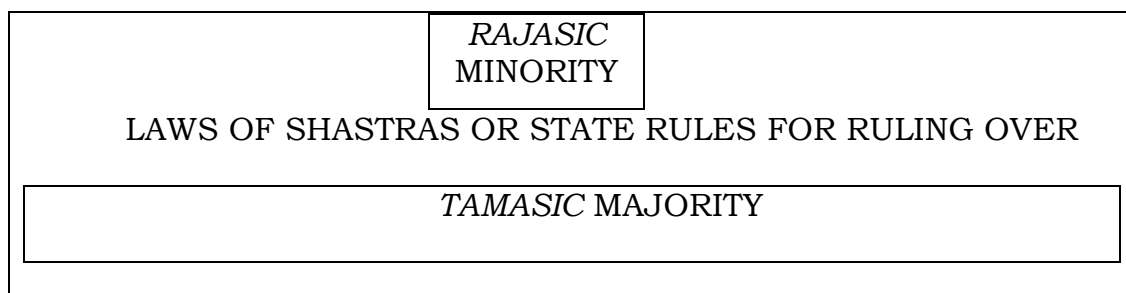 RAJASIC
MINORITY
LAWS OF SHASTRAS OR STATE RULES FOR RULING OVER
TAMASIC MAJORITY